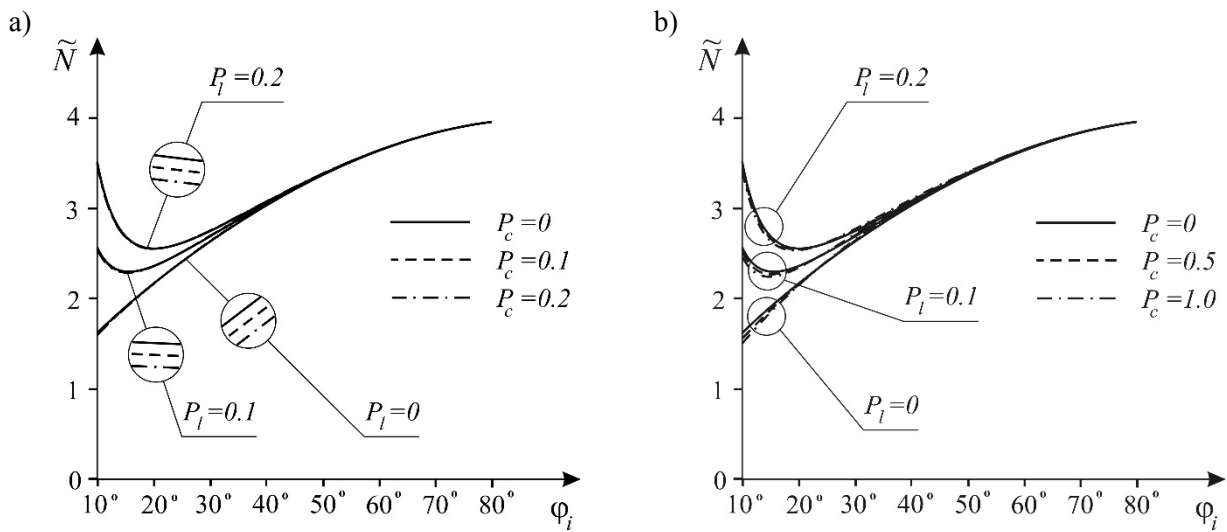 a)
Ñ
P_l=0.2
4
3
P_c=0
P_c=0.1
P_c=0.2
2
1
P_l=0.1
P_l=0
0
10° 20° 30° 40° 50° 60° 70° 80° φ_i
b)
Ñ
P_l=0.2
4
3
P_c=0
P_c=0.5
P_c=1.0
2
P_l=0.1
1
P_l=0
0
10° 20° 30° 40° 50° 60° 70° 80° φ_i